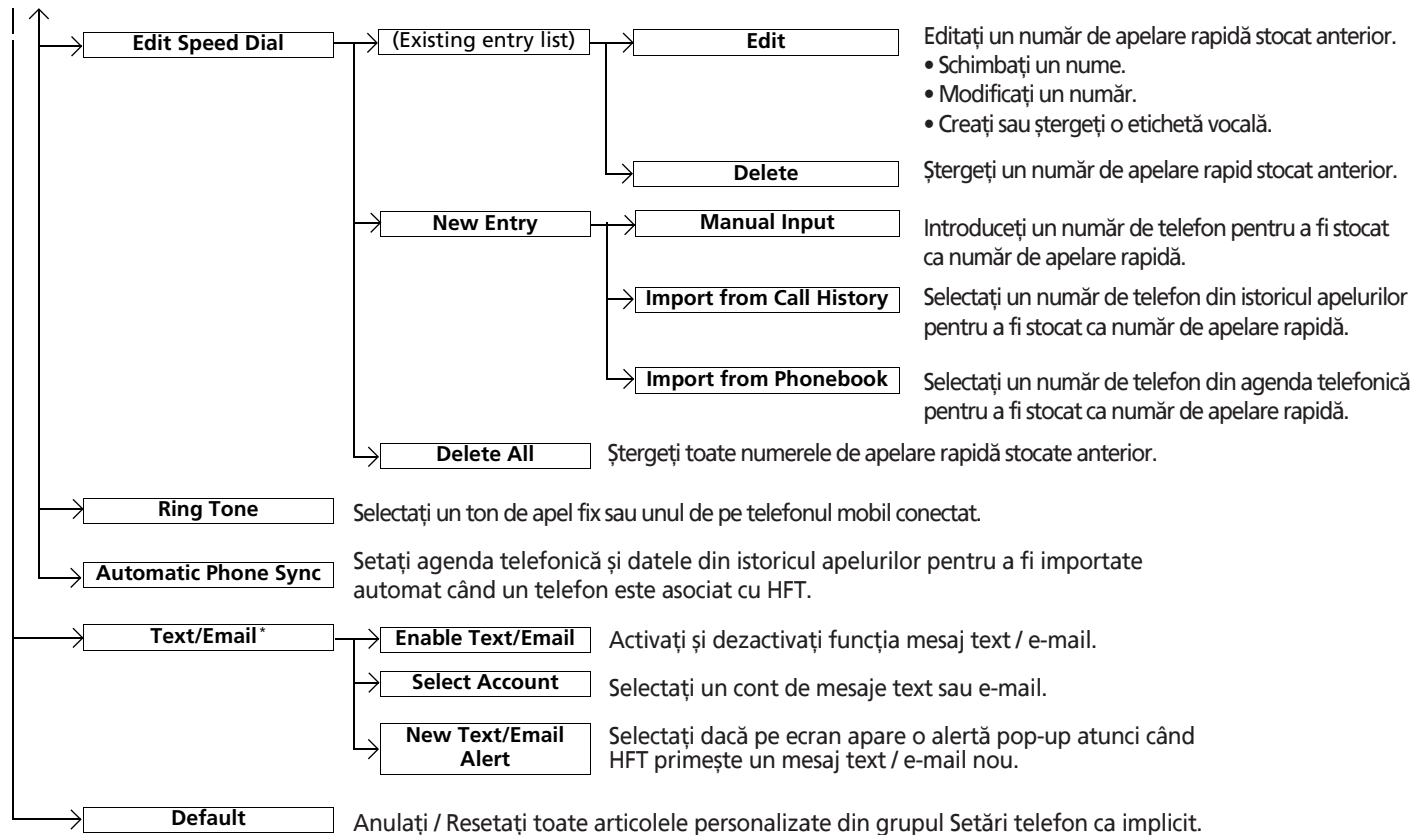 Edit Speed Dial
(Existing entry list)
Edit
Editați un număr de apelare rapidă stocat anterior.
• Schimbați un nume.
• Modificați un număr.
• Creați sau ștergeți o etichetă vocală.
Delete
Ștergeți un număr de apelare rapid stocat anterior.
New Entry
Manual Input
Introduceți un număr de telefon pentru a fi stocat
ca număr de apelare rapidă.
Import from Call History
Selectați un număr de telefon din istoricul apelurilor
pentru a fi stocat ca număr de apelare rapidă.
Import from Phonebook
Selectați un număr de telefon din agenda telefonică
pentru a fi stocat ca număr de apelare rapidă.
Delete All
Ștergeți toate numerele de apelare rapidă stocate anterior.
Ring Tone
Selectați un ton de apel fix sau unul de pe telefonul mobil conectat.
Automatic Phone Sync
Setați agenda telefonică și datele din istoricul apelurilor pentru a fi importate
automat când un telefon este asociat cu HFT.
Text/Email*
Enable Text/Email
Activați și dezactivați funcția mesaj text / e-mail.
Select Account
Selectați un cont de mesaje text sau e-mail.
New Text/Email
Alert
Selectați dacă pe ecran apare o alertă pop-up atunci când
HFT primește un mesaj text / e-mail nou.
Default
Anulați / Resetați toate articolele personalizate din grupul Setări telefon ca implicit.